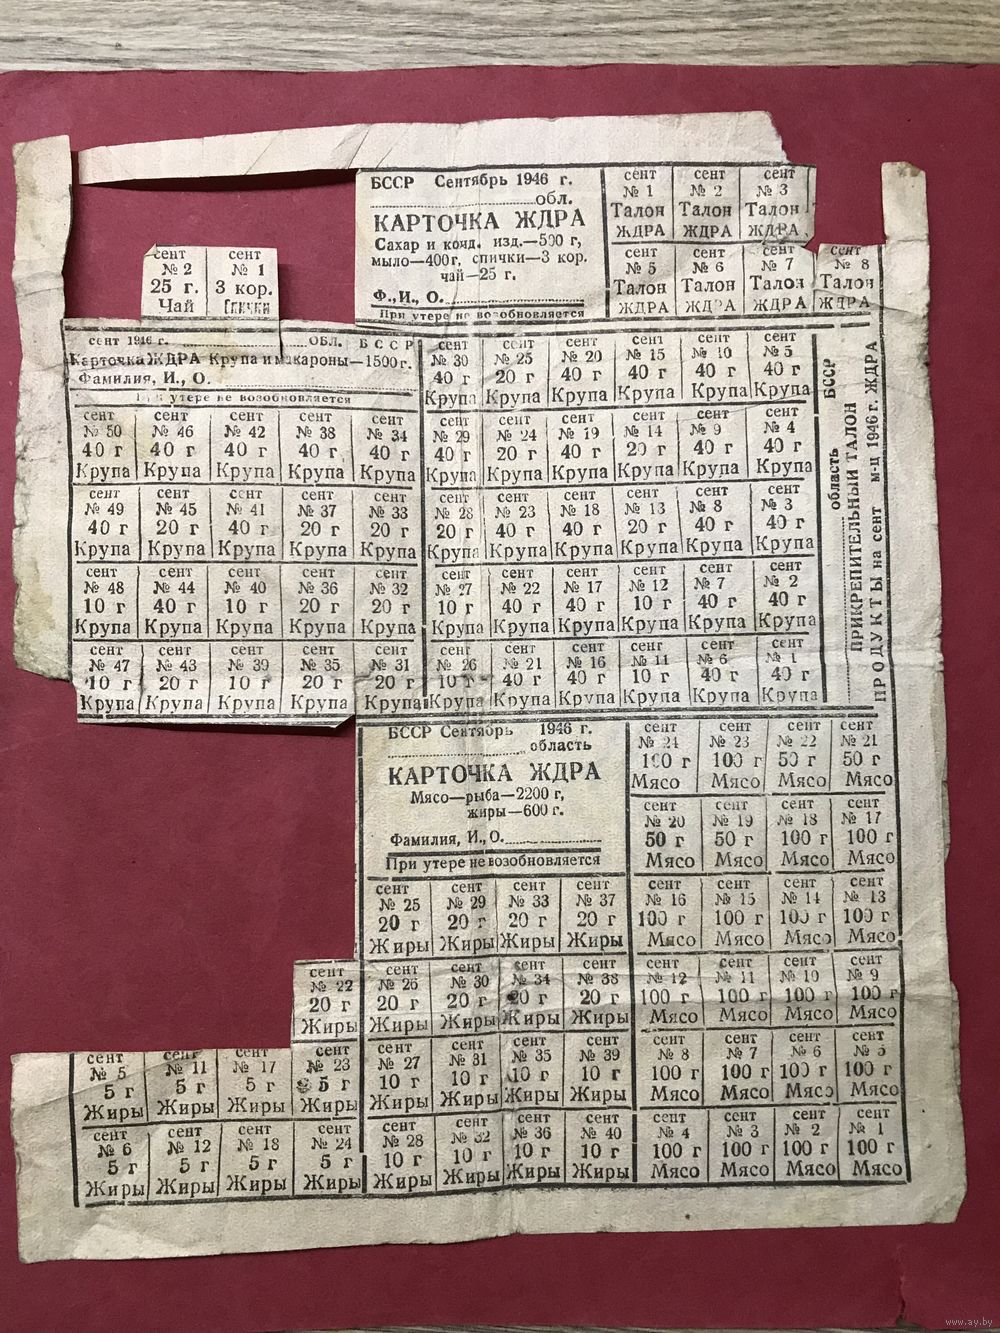 БССР Сентябрь 1946 г.
обл.
КАРТОЧКА ЖДРА
Сахар и конд. изд.—500 г,
мыло—400 г, спички—3 кор.
чай—25 г.
Ф., И., О.
При утере не возобновляется
сент сент сент
№ 1 № 2 № 3
Талон Талон Талон
ЖДРА ЖДРА ЖДРА
сент сент сент сент
№ 5 № 6 № 7 № 8
Талон Талон Талон Талон
ЖДРА ЖДРА ЖДРА ЖДРА
сент сент
№ 2 № 1
25 г. 3 кор.
Чай Спички
сент 1946 г. ОБЛ. БССР
Карточка ЖДРА Крупа и макароны—1500 г.
Фамилия, И., О.
При утере не возобновляется
сент сент сент сент сент сент
№ 30 № 25 № 20 № 15 № 10 № 5
40 г 20 г 40 г 40 г 40 г 40 г
Крупа Крупа Крупа Крупа Крупа Крупа
сент сент сент сент сент сент сент сент сент сент сент
№ 50 № 46 № 42 № 38 № 34 № 29 № 24 № 19 № 14 № 9 № 4
40 г 40 г 40 г 40 г 40 г 40 г 20 г 40 г 20 г 40 г 40 г
Крупа Крупа Крупа Крупа Крупа Крупа Крупа Крупа Крупа Крупа Крупа
сент сент сент сент сент сент сент сент сент сент сент
№ 49 № 45 № 41 № 37 № 33 № 28 № 23 № 18 № 13 № 8 № 3
40 г 20 г 40 г 20 г 20 г 20 г 40 г 40 г 20 г 40 г 40 г
Крупа Крупа Крупа Крупа Крупа Крупа Крупа Крупа Крупа Крупа Крупа
сент сент сент сент сент сент сент сент сент сент сент
№ 48 № 44 № 40 № 36 № 32 № 27 № 22 № 17 № 12 № 7 № 2
10 г 40 г 10 г 20 г 20 г 10 г 40 г 40 г 10 г 40 г 40 г
Крупа Крупа Крупа Крупа Крупа Крупа Крупа Крупа Крупа Крупа Крупа
сент сент сент сент сент сент сент сент сент сент сент
№ 47 № 43 № 39 № 35 № 31 № 26 № 21 № 16 № 11 № 6 № 1
10 г 20 г 10 г 20 г 20 г 10 г 40 г 40 г 10 г 40 г 40 г
Крупа Крупа Крупа Крупа Крупа Крупа Крупа Крупа Крупа Крупа Крупа
область БССР
ПРИКРЕПИТЕЛЬНЫЙ ТАЛОН
ПРОДУКТЫ на сент м-ц 1946 г. ЖДРА
БССР Сентябрь 1946 г.
область
КАРТОЧКА ЖДРА
Мясо—рыба—2200 г,
жиры—600 г.
Фамилия, И., О.
При утере не возобновляется
сент сент сент сент
№ 24 № 23 № 22 № 21
100 г 100 г 50 г 50 г
Мясо Мясо Мясо Мясо
сент сент сент сент
№ 20 № 19 № 18 № 17
50 г 50 г 100 г 100 г
Мясо Мясо Мясо Мясо
сент сент сент сент сент сент сент сент
№ 25 № 29 № 33 № 37 № 16 № 15 № 14 № 13
20 г 20 г 20 г 20 г 100 г 100 г 100 г 100 г
Жиры Жиры Жиры Жиры Мясо Мясо Мясо Мясо
сент сент сент сент сент сент сент сент сент
№ 22 № 26 № 30 № 34 № 38 № 12 № 11 № 10 № 9
20 г 20 г 20 г 20 г 20 г 100 г 100 г 100 г 100 г
Жиры Жиры Жиры Жиры Жиры Мясо Мясо Мясо Мясо
сент сент сент сент сент сент сент сент сент сент сент сент
№ 5 № 11 № 17 № 23 № 27 № 31 № 35 № 39 № 8 № 7 № 6 № 5
5 г 5 г 5 г 5 г 10 г 10 г 10 г 10 г 100 г 100 г 100 г 100 г
Жиры Жиры Жиры Жиры Жиры Жиры Жиры Жиры Мясо Мясо Мясо Мясо
сент сент сент сент сент сент сент сент сент сент сент сент
№ 6 № 12 № 18 № 24 № 28 № 32 № 36 № 40 № 4 № 3 № 2 № 1
5 г 5 г 5 г 5 г 10 г 10 г 10 г 10 г 100 г 100 г 100 г 100 г
Жиры Жиры Жиры Жиры Жиры Жиры Жиры Жиры Мясо Мясо Мясо Мясо
www.ay.by